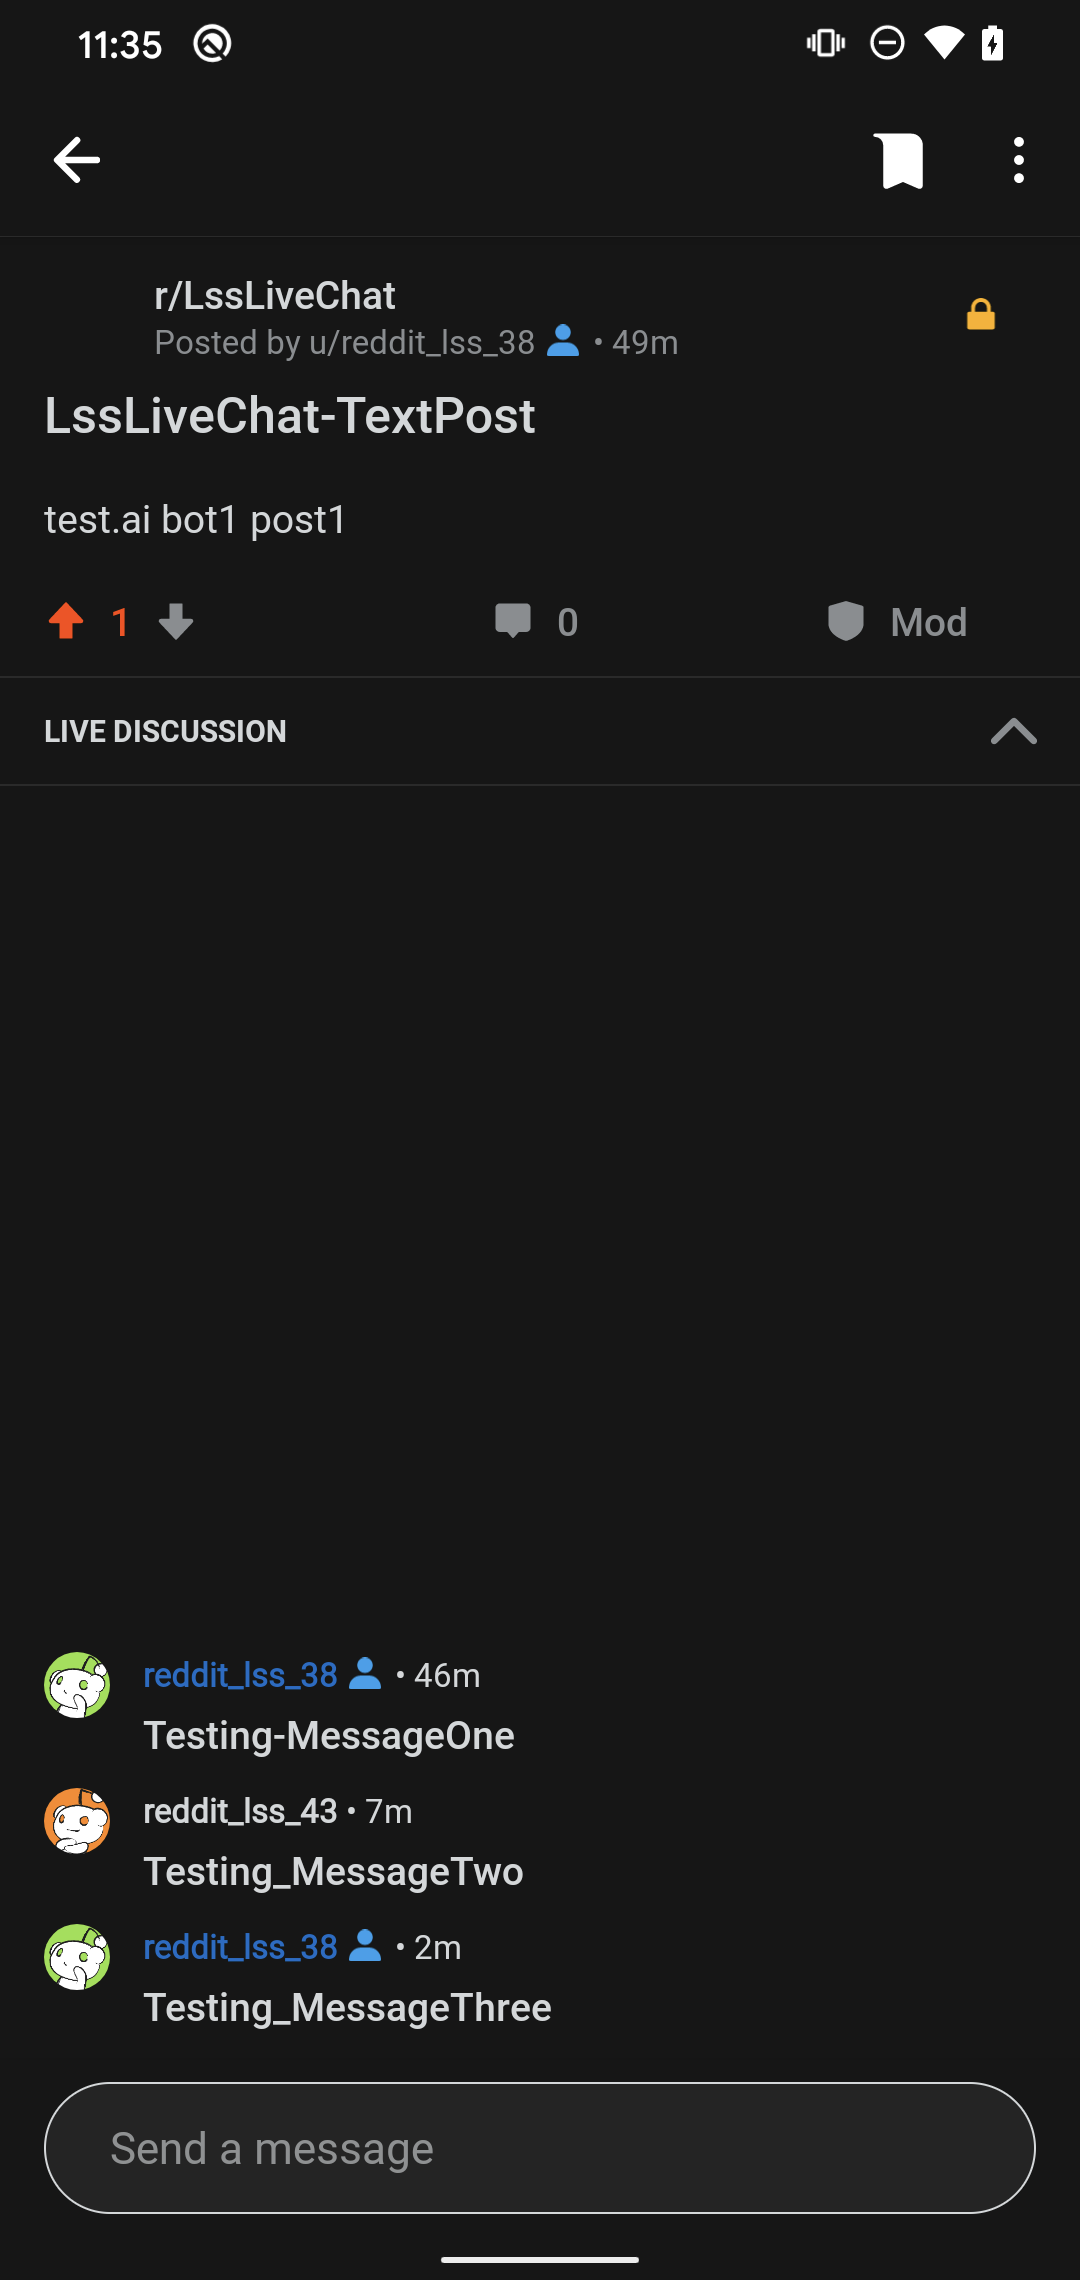 11:35
r/LssLiveChat
Posted by u/reddit_lss_38 • 49m
LssLiveChat-TextPost
test.ai bot1 post1
1
0
Mod
LIVE DISCUSSION
reddit_lss_38 • 46m
Testing-MessageOne
reddit_lss_43 • 7m
Testing_MessageTwo
reddit_lss_38 • 2m
Testing_MessageThree
Send a message